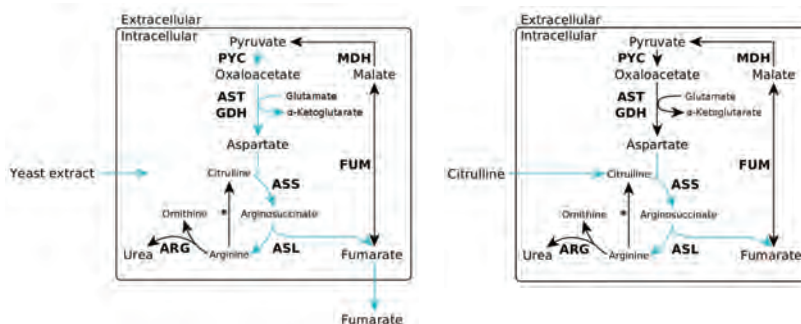 Extracellular
Intracellular
Pyruvate
PYC
MDH
Oxaloacetate
Malate
AST
Glutamate
GDH
α-Ketoglutarate
Aspartate
FUM
Yeast extract
Citrulline
ASS
Ornithine
*
Arginosuccinate
ARG
ASL
Urea
Arginine
Fumarate
Fumarate
Extracellular
Intracellular
Pyruvate
PYC
MDH
Oxaloacetate
Malate
AST
Glutamate
GDH
α-Ketoglutarate
Aspartate
FUM
Citrulline
Citrulline
ASS
Ornithine
*
Arginosuccinate
ARG
ASL
Urea
Arginine
Fumarate